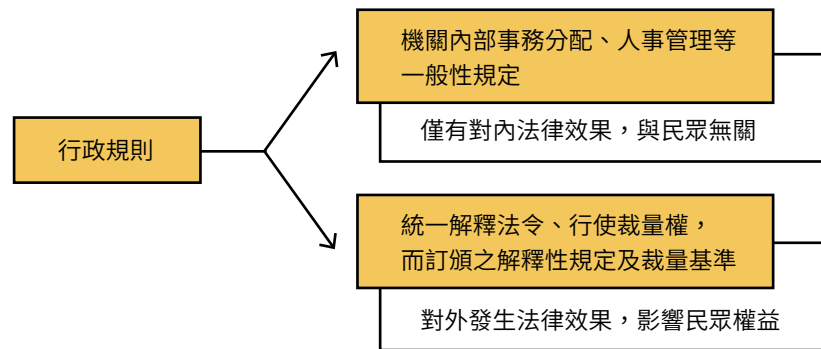 行政規則
機關內部事務分配、人事管理等
一般性規定
僅有對內法律效果，與民眾無關
統一解釋法令、行使裁量權，
而訂頒之解釋性規定及裁量基準
對外發生法律效果，影響民眾權益